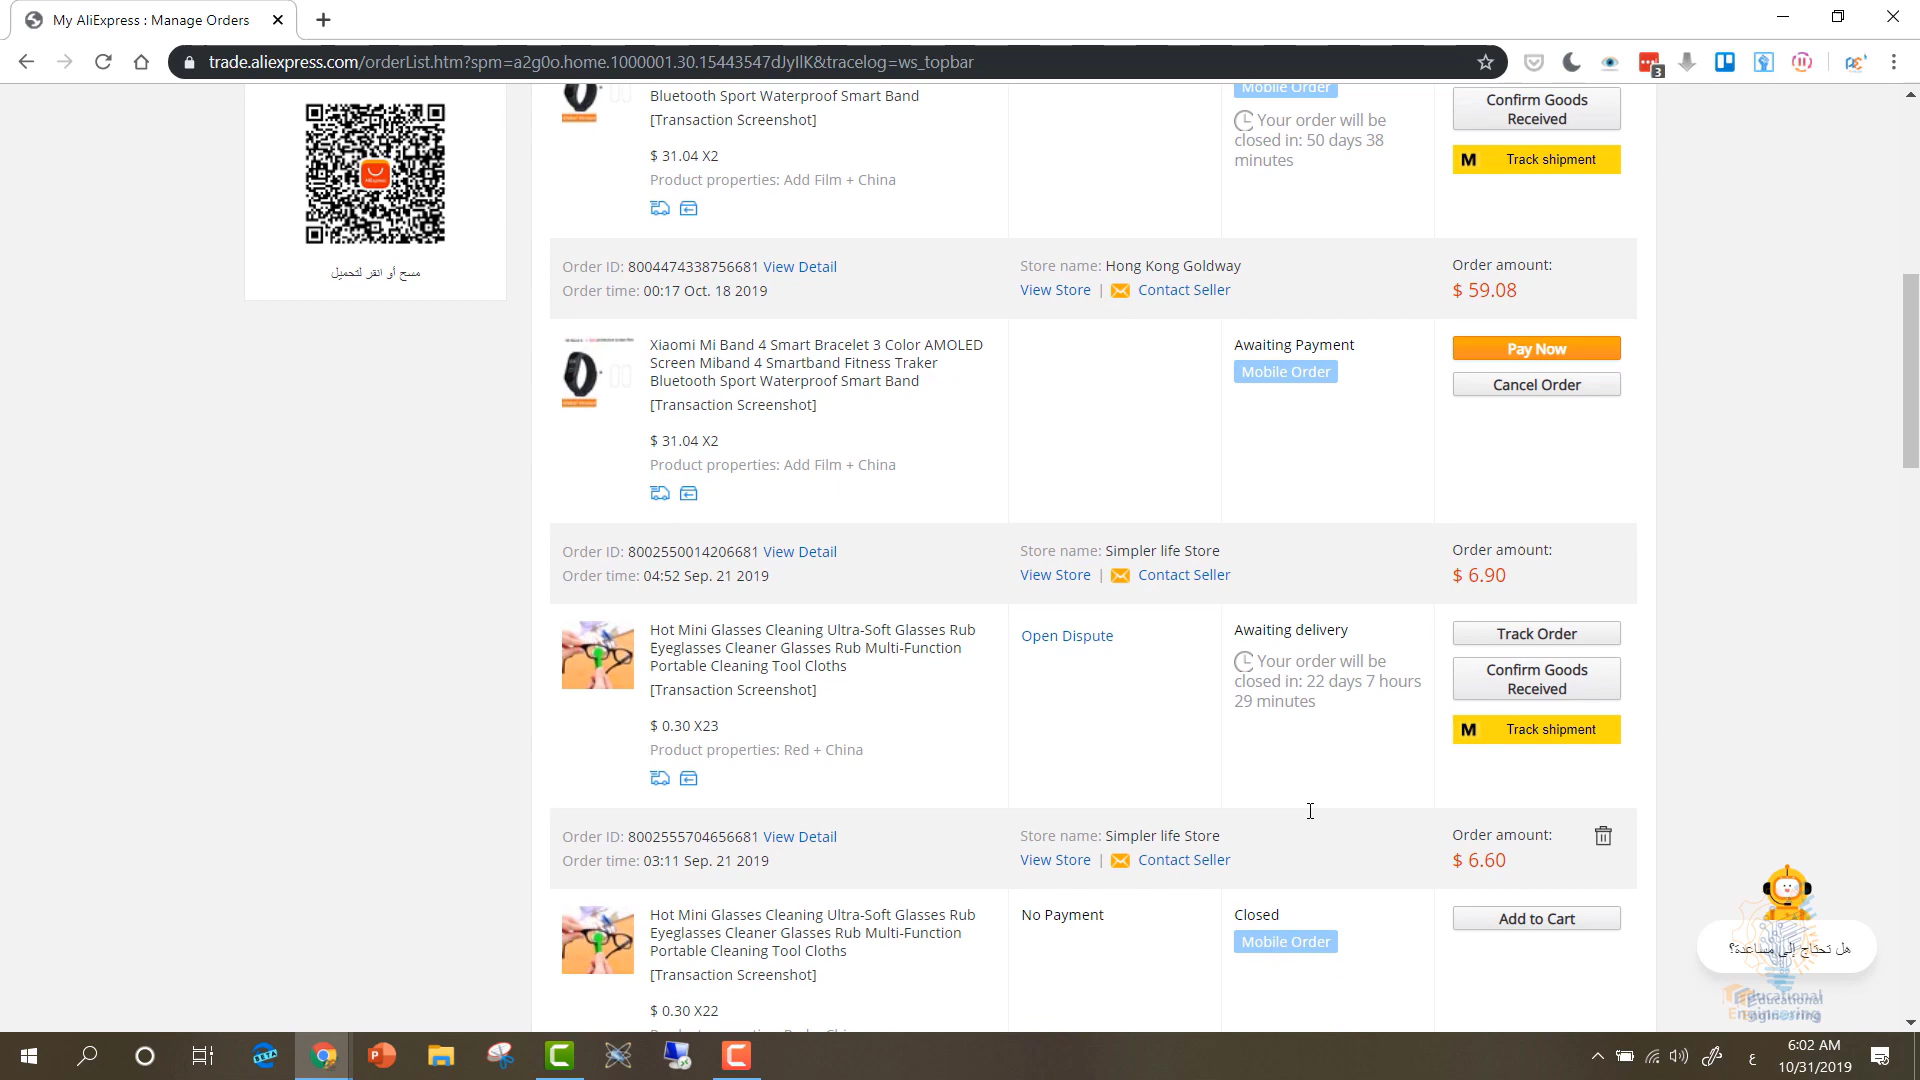 My AliExpress : Manage Orders
trade.aliexpress.com/orderList.htm?spm=a2g0o.home.1000001.30.15443547dJyllK&tracelog=ws_topbar
3
مسح أو انقر لتحميل
Bluetooth Sport Waterproof Smart Band
[Transaction Screenshot]
$ 31.04 X2
Product properties: Add Film + China
Mobile Order
Your order will be
closed in: 50 days 38
minutes
Confirm Goods
Received
M Track shipment
Order ID: 8004474338756681 View Detail
Order time: 00:17 Oct. 18 2019
Store name: Hong Kong Goldway
View Store | Contact Seller
Order amount:
$ 59.08
Xiaomi Mi Band 4 Smart Bracelet 3 Color AMOLED
Screen Miband 4 Smartband Fitness Traker
Bluetooth Sport Waterproof Smart Band
[Transaction Screenshot]
$ 31.04 X2
Product properties: Add Film + China
Awaiting Payment
Mobile Order
Pay Now
Cancel Order
Order ID: 8002550014206681 View Detail
Order time: 04:52 Sep. 21 2019
Store name: Simpler life Store
View Store | Contact Seller
Order amount:
$ 6.90
Hot Mini Glasses Cleaning Ultra-Soft Glasses Rub
Eyeglasses Cleaner Glasses Rub Multi-Function
Portable Cleaning Tool Cloths
[Transaction Screenshot]
$ 0.30 X23
Product properties: Red + China
Open Dispute
Awaiting delivery
Your order will be
closed in: 22 days 7 hours
29 minutes
Track Order
Confirm Goods
Received
M Track shipment
Order ID: 8002555704656681 View Detail
Order time: 03:11 Sep. 21 2019
Store name: Simpler life Store
View Store | Contact Seller
Order amount:
$ 6.60
Hot Mini Glasses Cleaning Ultra-Soft Glasses Rub
Eyeglasses Cleaner Glasses Rub Multi-Function
Portable Cleaning Tool Cloths
[Transaction Screenshot]
$ 0.30 X22
No Payment
Closed
Mobile Order
Add to Cart
هل تحتاج إلى مساعدة؟
Educational
Engineering
BETA
ع
6:02 AM
10/31/2019